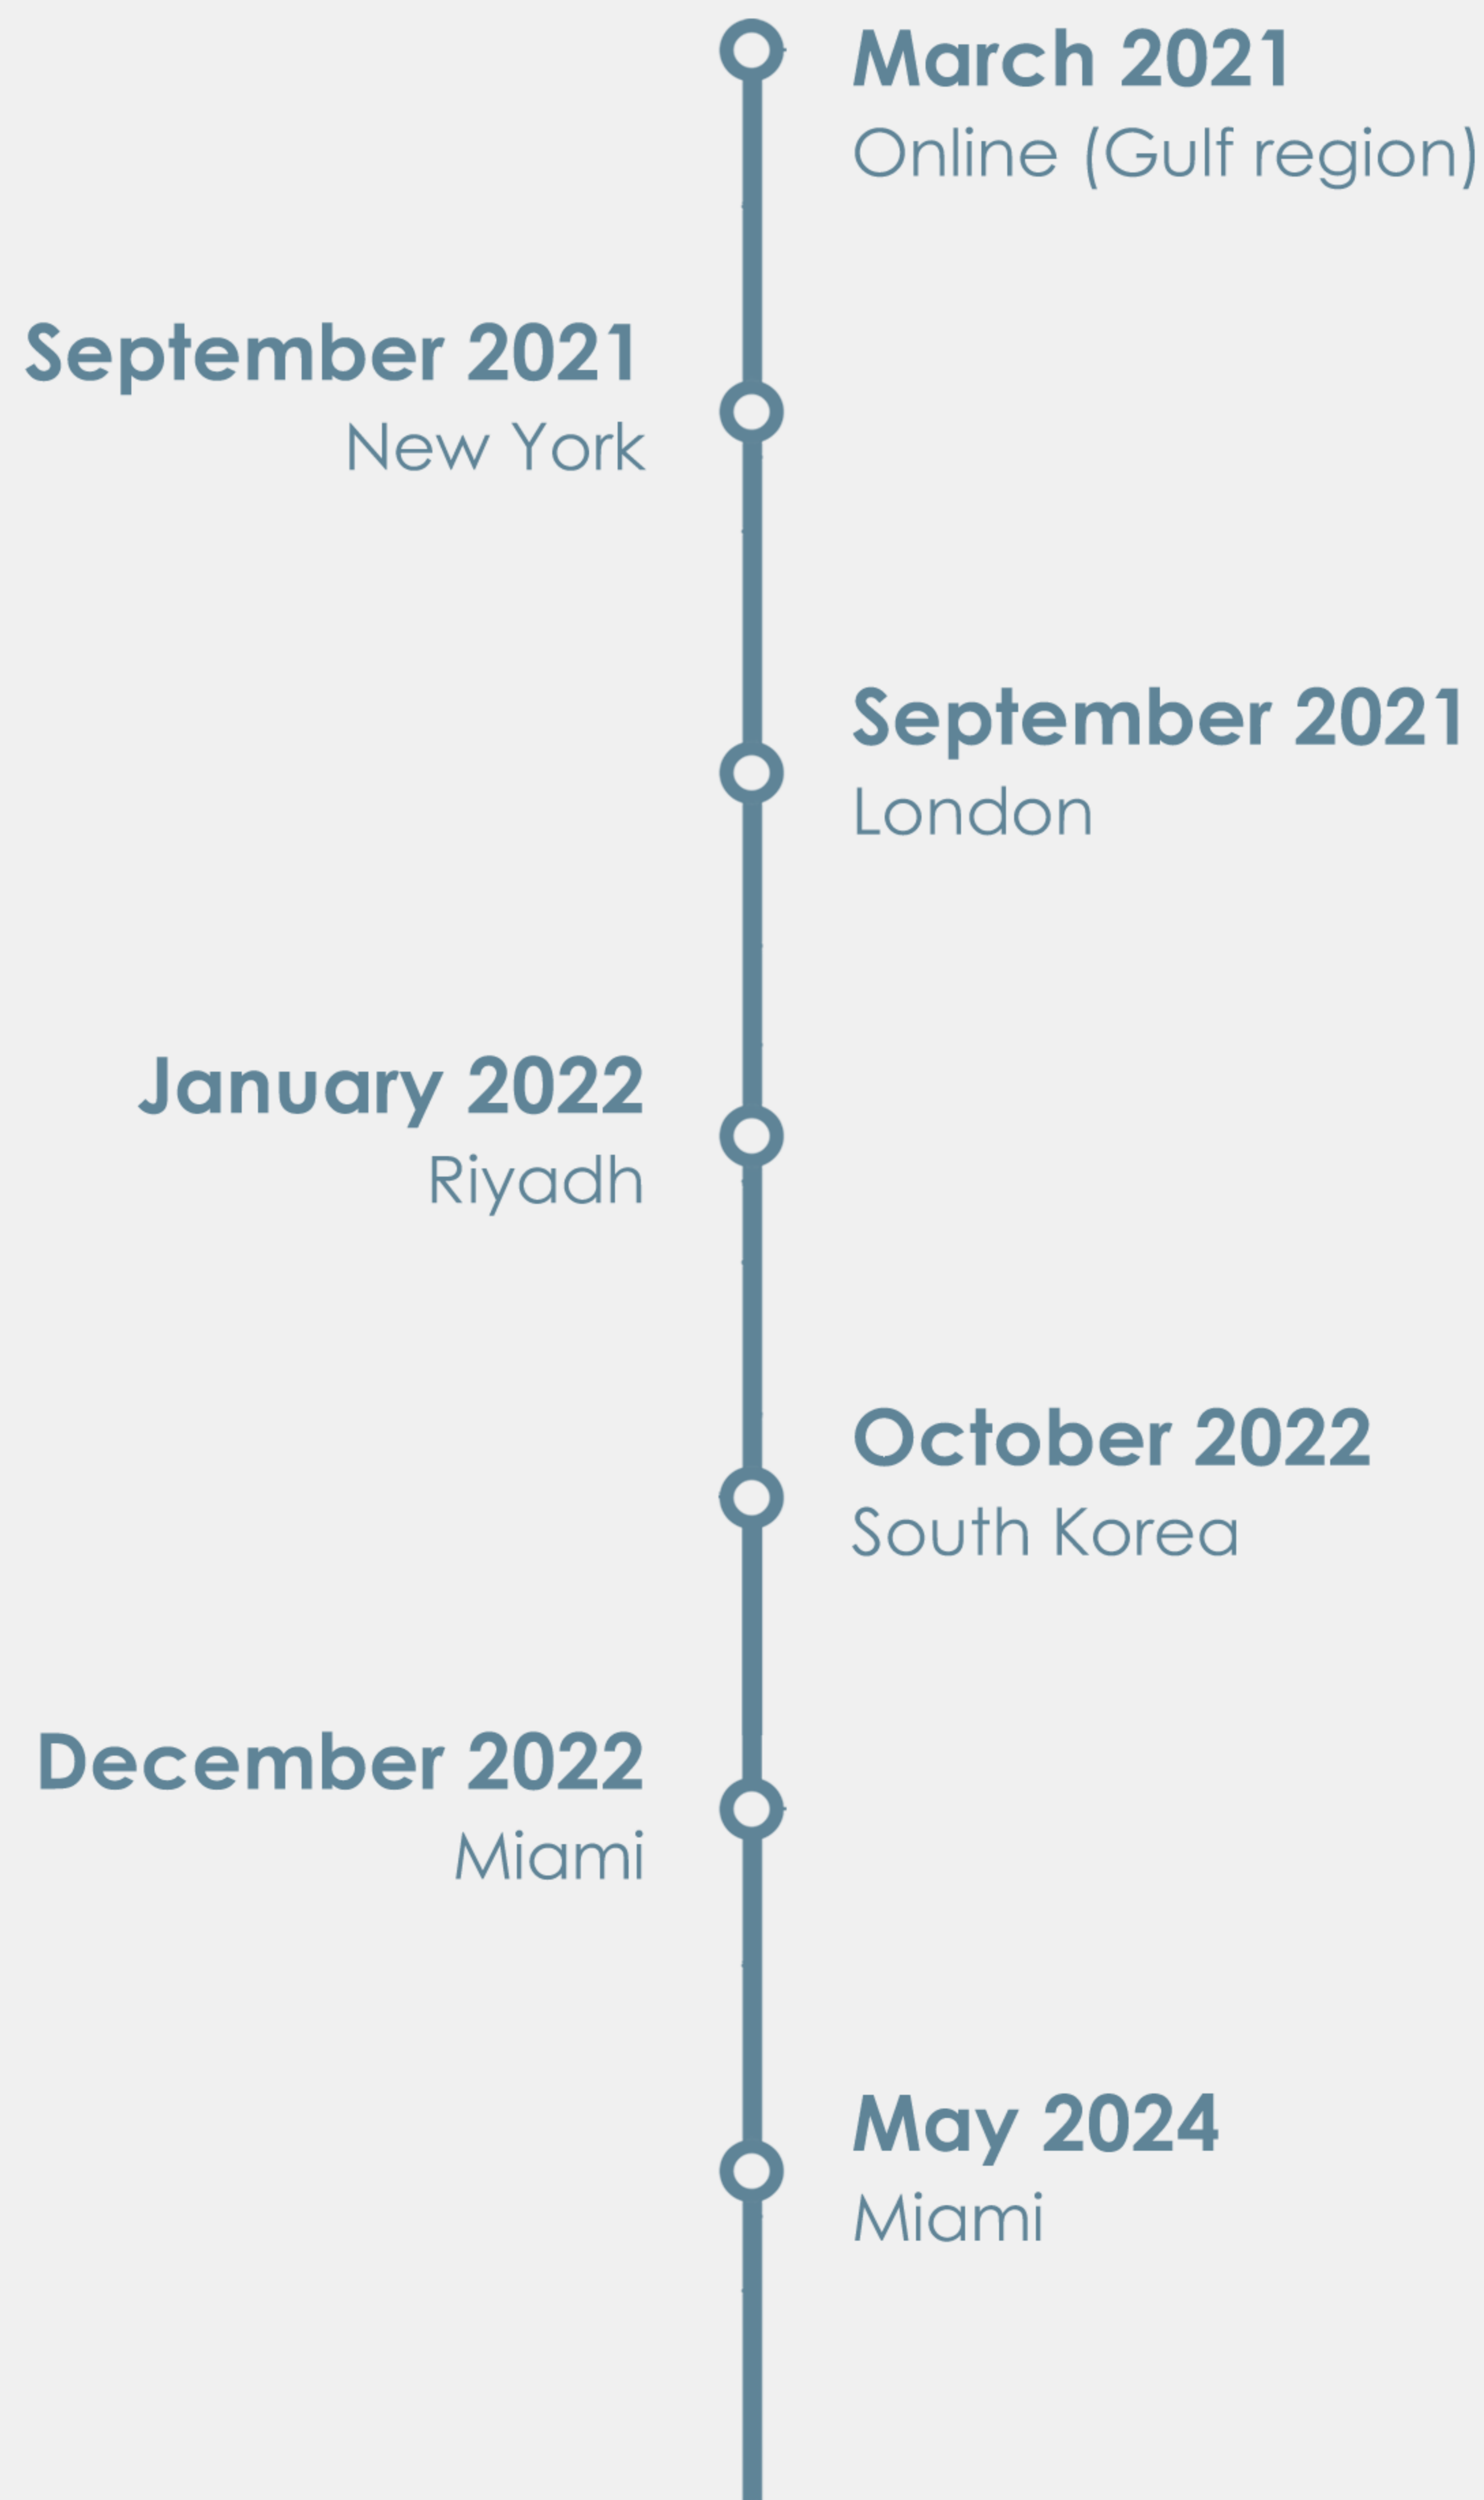 March 2021
Online (Gulf region)
September 2021
New York
September 2021
London
January 2022
Riyadh
October 2022
South Korea
December 2022
Miami
May 2024
Miami